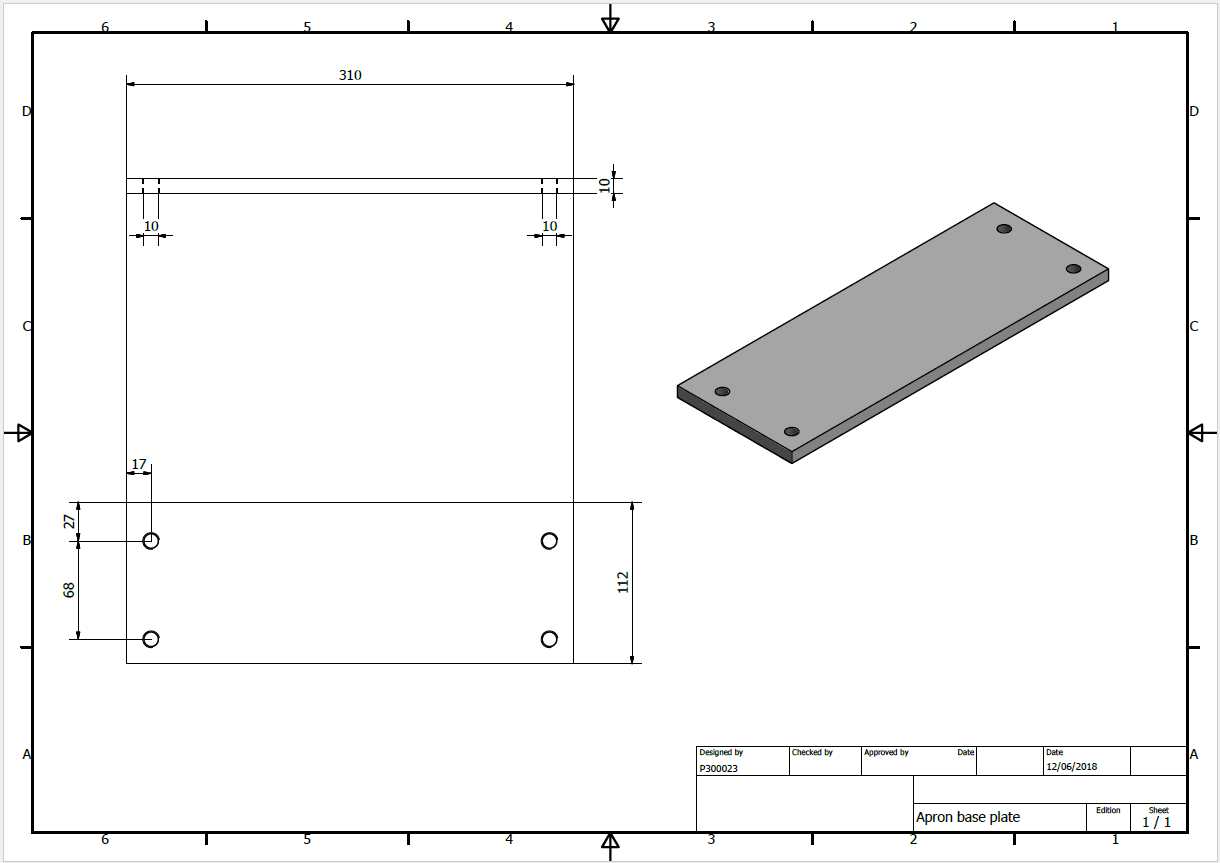 6 5 4 3 2 1
310
D D
10
10 10
C C
17
27
B B
68
112
A A
Designed by Checked by Approved by Date Date
P300023 12/06/2018
Apron base plate Edition Sheet
1 / 1
6 5 4 3 2 1